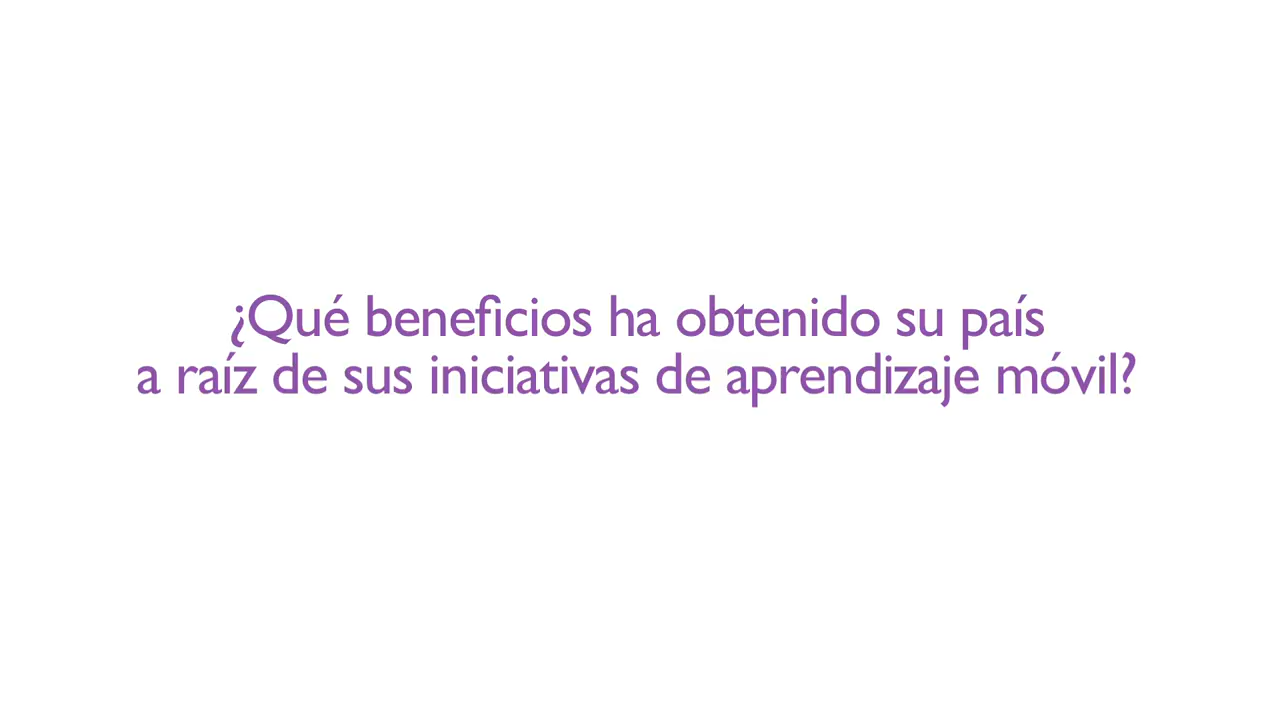 ¿Qué beneficios ha obtenido su país
a raíz de sus iniciativas de aprendizaje móvil?